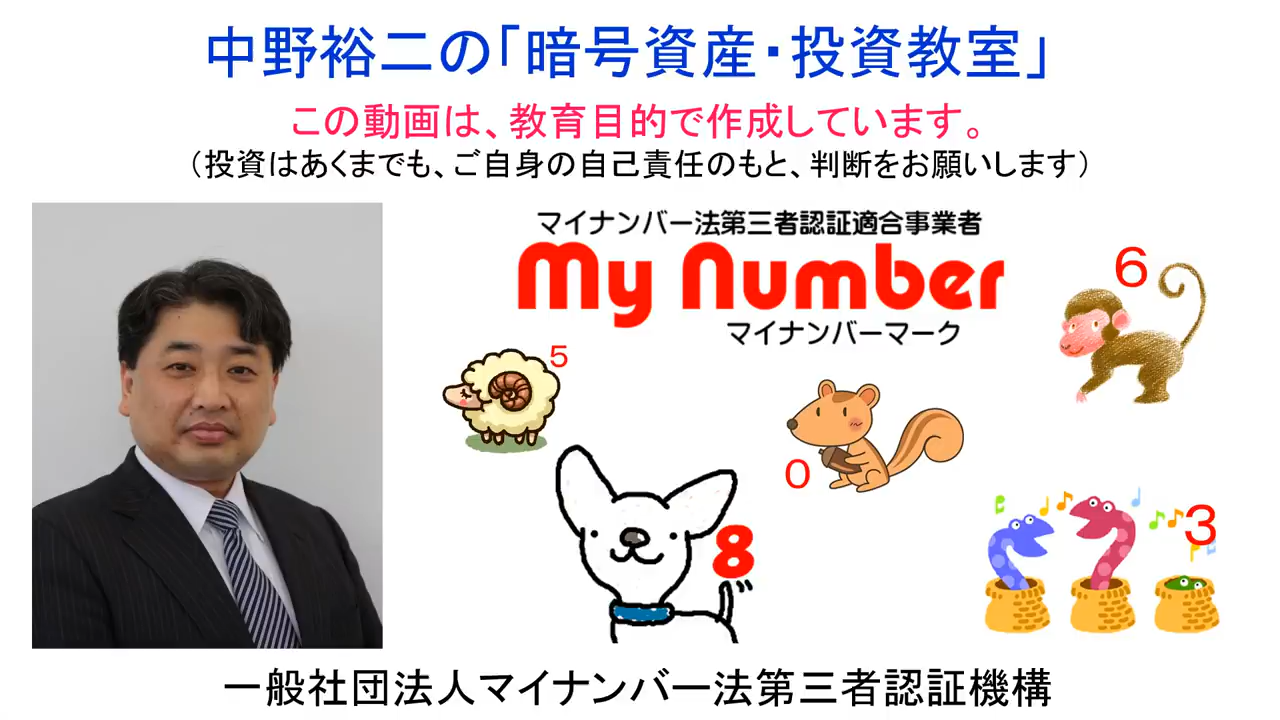 中野裕二の「暗号資産・投資教室」
この動画は、教育目的で作成しています。
（投資はあくまでも、ご自身の自己責任のもと、判断をお願いします）
マイナンバー法第三者認証適合事業者
My Number
マイナンバーマーク
6
5
0
3
8
一般社団法人マイナンバー法第三者認証機構